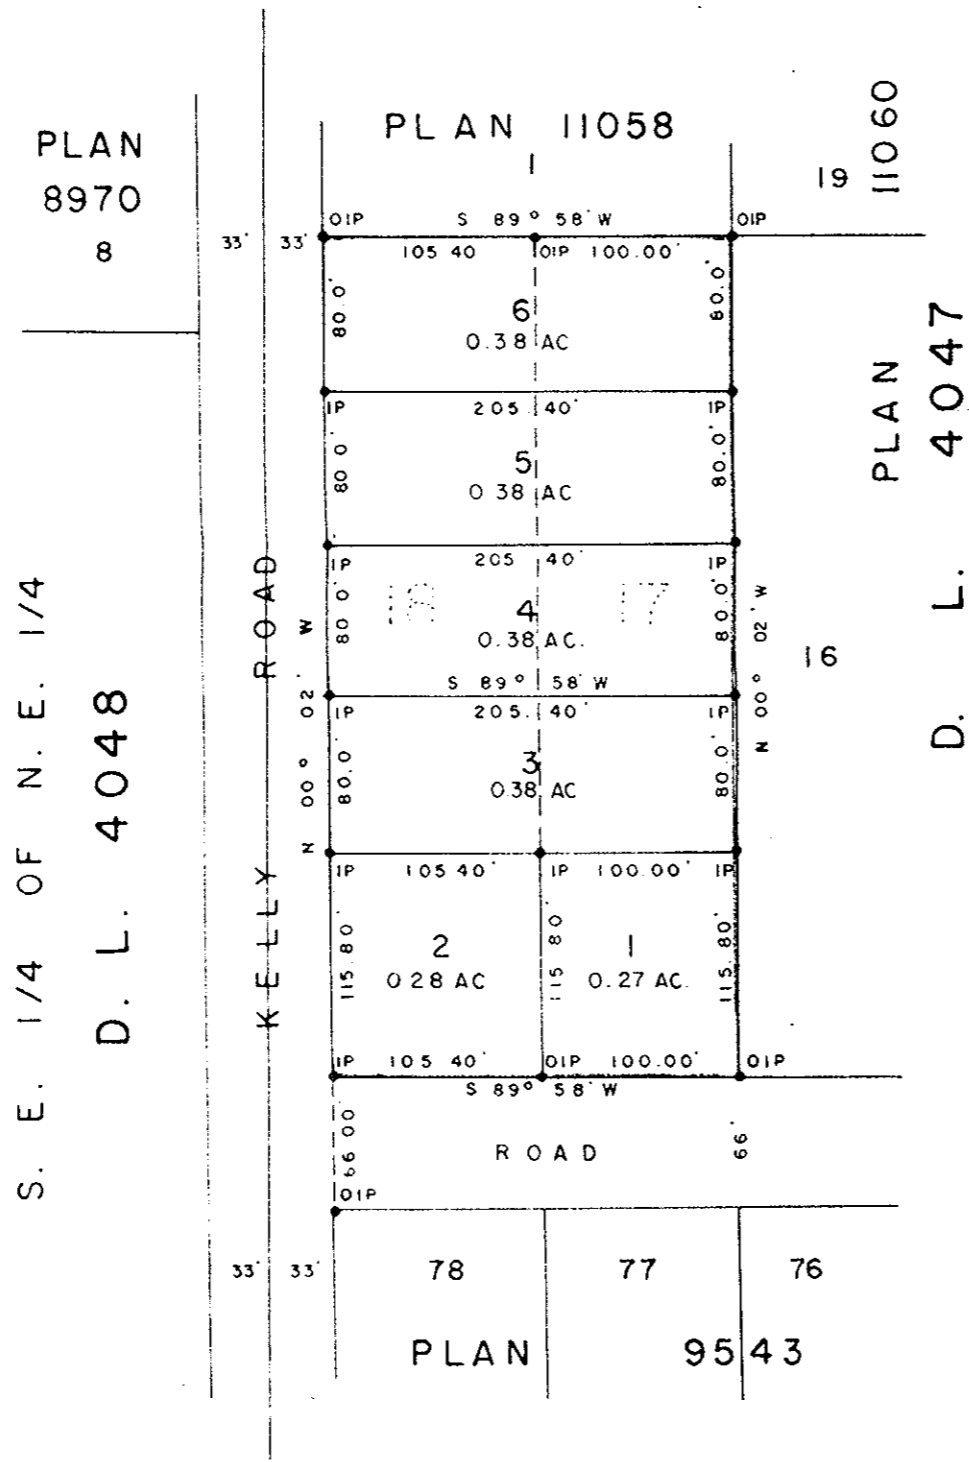 PLAN 11058
1
PLAN
8970
8
19
11060
PLAN
D. L. 4047
33' 33'
OIP S 89° 58' W OIP
105 40 OIP 100.00'
80.0' 80.0'
6
0.38 AC
IP 205.40' IP
80 0' 80.0'
5
0 38 AC
IP 205 40' IP
80 0' 80.0'
18 17
4
0.38 AC.
S 89° 58' W
16
N 00° 02' W
N 00° 02' W
IP 205.40' IP
80.0' 80.0'
3
0.38 AC
IP 105 40' IP 100.00' IP
115.80' 115 80' 115.80'
2 1
0 28 AC 0.27 AC.
IP 105 40' OIP 100.00' OIP
S 89° 58' W
66 00'
ROAD
66'
OIP
KELLY ROAD
S. E. 1/4 OF N. E. 1/4
D. L. 4048
33' 33'
78 77 76
PLAN 9543